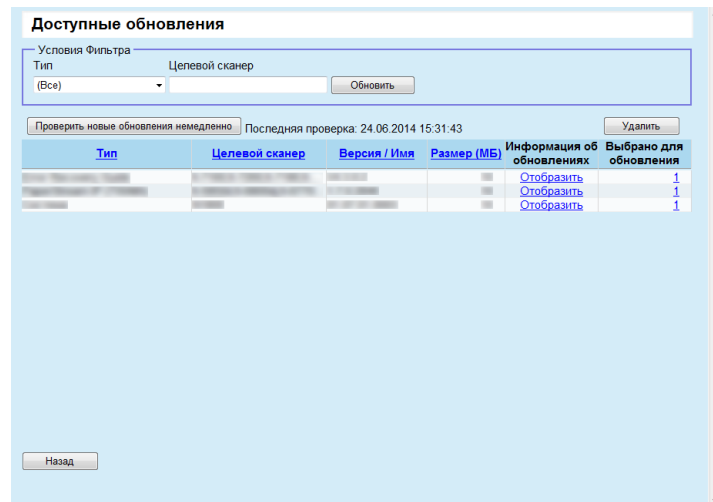 Доступные обновления
Условия Фильтра
Тип Целевой сканер
(Все) Обновить
Проверить новые обновления немедленно Последняя проверка: 24.06.2014 15:31:43 Удалить
Тип Целевой сканер Версия / Имя Размер (МБ) Информация об обновлениях Выбрано для обновления
Отобразить 1
Отобразить 1
Отобразить 1
Назад